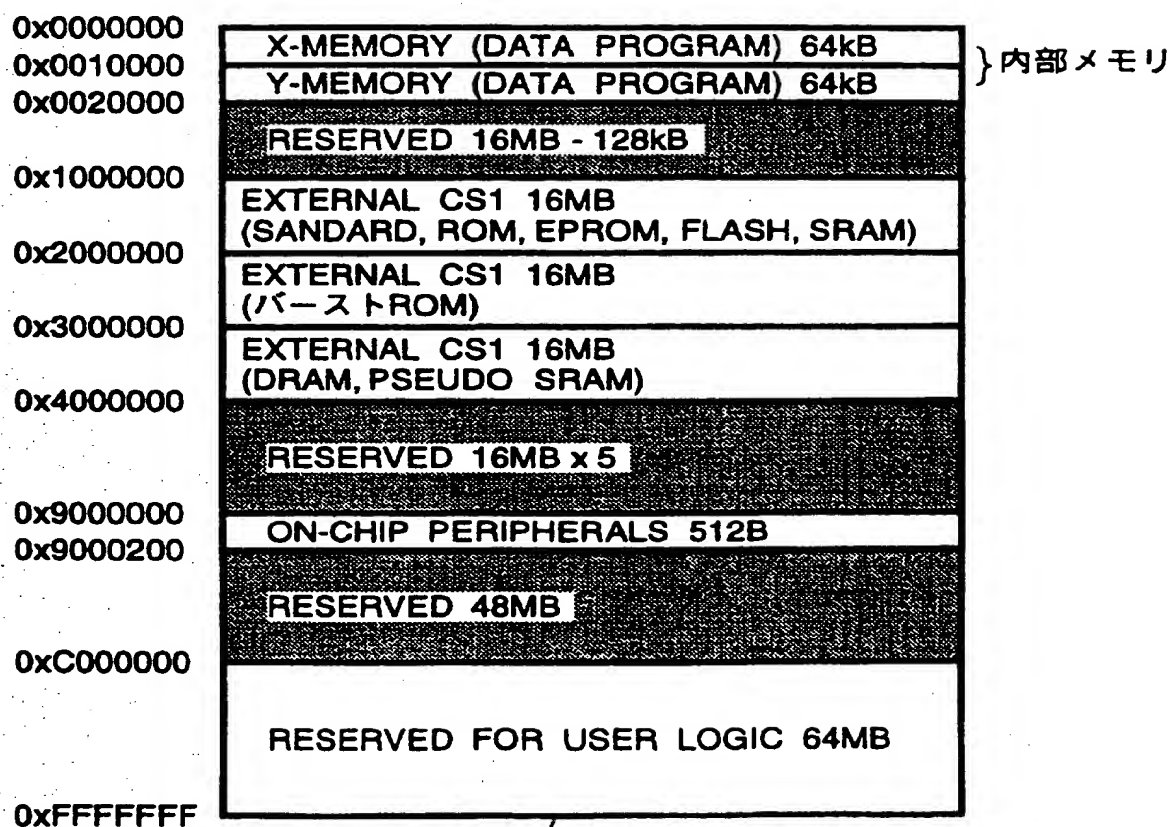 0x0000000
X-MEMORY (DATA PROGRAM) 64kB
0x0010000
Y-MEMORY (DATA PROGRAM) 64kB
内部メモリ
0x0020000
RESERVED 16MB - 128kB
0x1000000
EXTERNAL CS1 16MB
(SANDARD, ROM, EPROM, FLASH, SRAM)
0x2000000
EXTERNAL CS1 16MB
(バーストROM)
0x3000000
EXTERNAL CS1 16MB
(DRAM, PSEUDO SRAM)
0x4000000
RESERVED 16MB x 5
0x9000000
ON-CHIP PERIPHERALS 512B
0x9000200
RESERVED 48MB
0xC000000
RESERVED FOR USER LOGIC 64MB
0xFFFFFFF